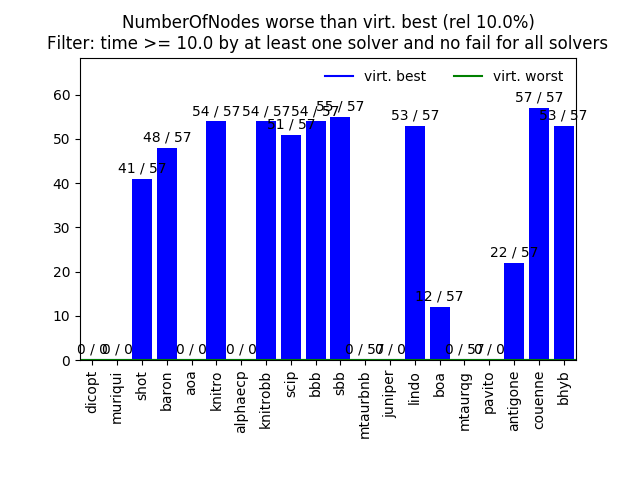 NumberOfNodes worse than virt. best (rel 10.0%)
Filter: time >= 10.0 by at least one solver and no fail for all solvers
virt. best
virt. worst
60
50
40
30
20
10
0
0 / 0
0 / 0
41 / 57
48 / 57
0 / 0
54 / 57
0 / 0
54 / 57
51 / 57
54 / 57
55 / 57
0 / 57
0 / 0
53 / 57
12 / 57
0 / 57
0 / 0
22 / 57
57 / 57
53 / 57
dicopt
muriqui
shot
baron
aoa
knitro
alphaecp
knitrobb
scip
bbb
sbb
mtaurbnb
juniper
lindo
boa
mtaurqg
pavito
antigone
couenne
bhyb